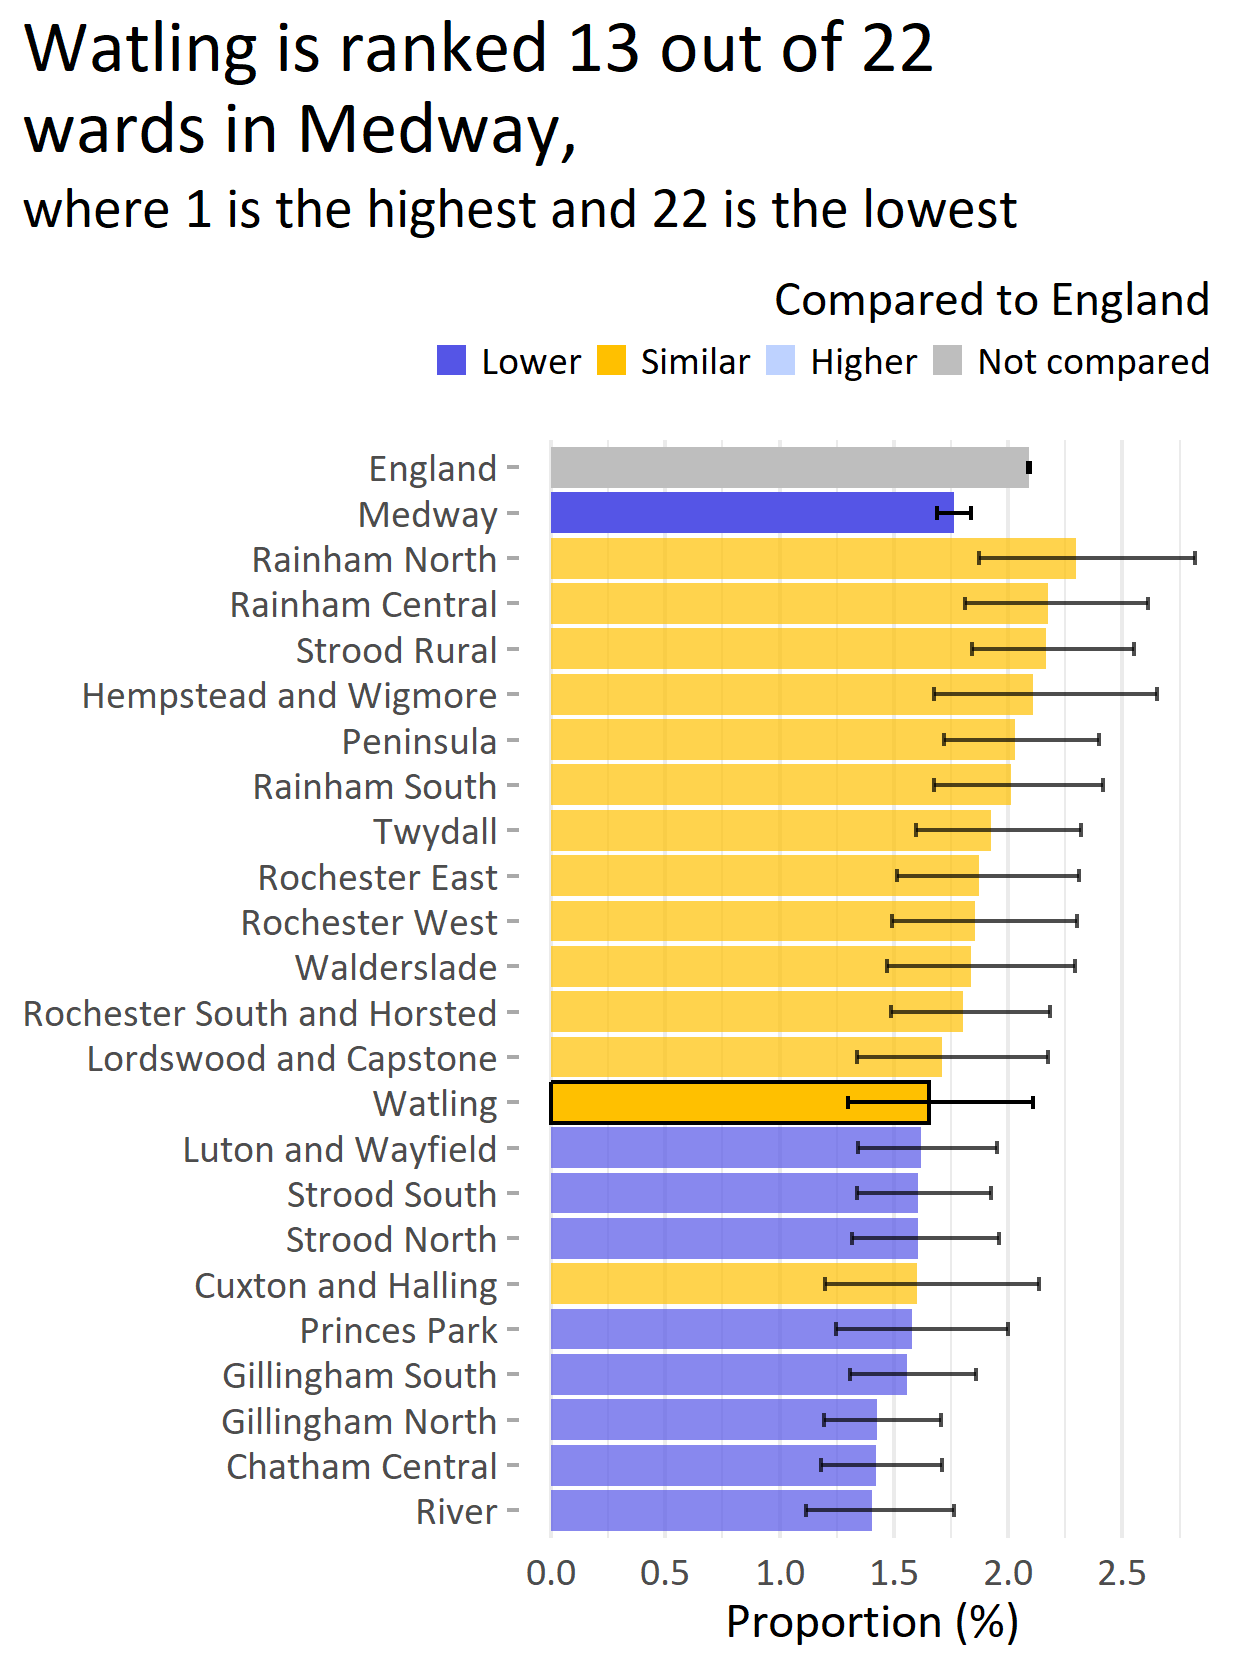 Watling is ranked 13 out of 22
wards in Medway,
where 1 is the highest and 22 is the lowest
Compared to England
Lower Similar Higher Not compared
England
Medway
Rainham North
Rainham Central
Strood Rural
Hempstead and Wigmore
Peninsula
Rainham South
Twydall
Rochester East
Rochester West
Walderslade
Rochester South and Horsted
Lordswood and Capstone
Watling
Luton and Wayfield
Strood South
Strood North
Cuxton and Halling
Princes Park
Gillingham South
Gillingham North
Chatham Central
River
0.0 0.5 1.0 1.5 2.0 2.5
Proportion (%)